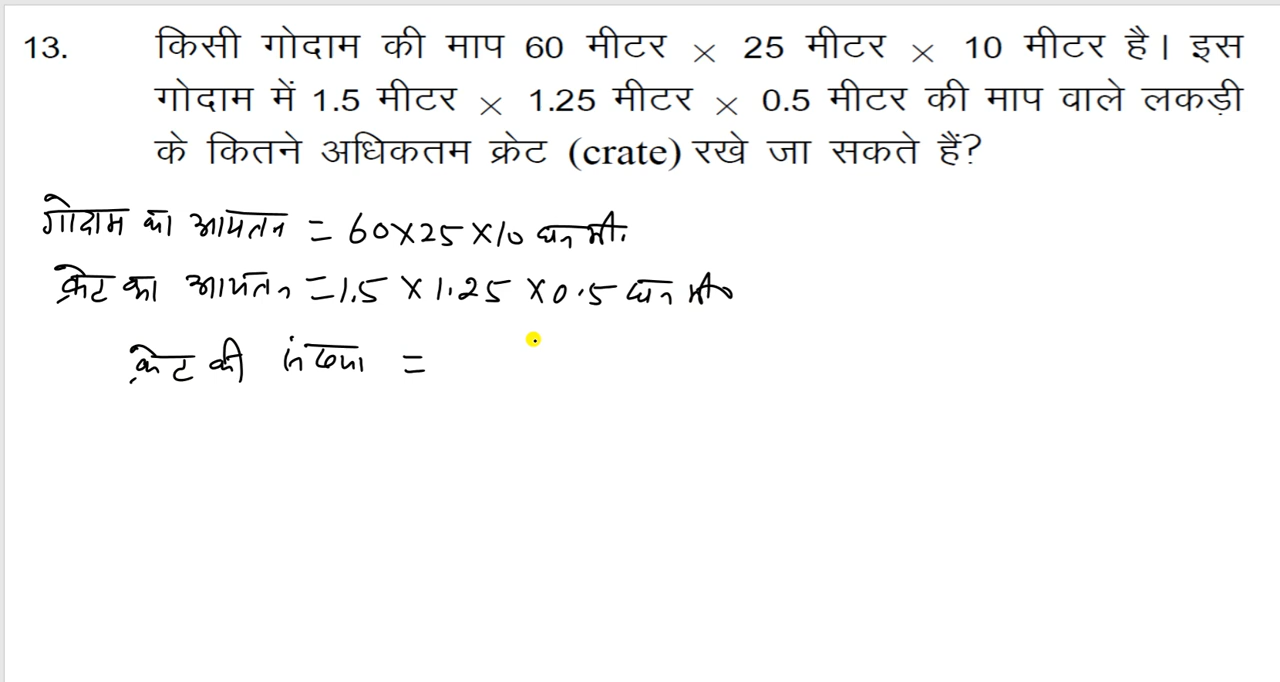 13. किसी गोदाम की माप 60 मीटर × 25 मीटर × 10 मीटर है। इस
गोदाम में 1.5 मीटर × 1.25 मीटर × 0.5 मीटर की माप वाले लकड़ी
के कितने अधिकतम क्रेट (crate) रखे जा सकते हैं?
गोदाम का आयतन = 60×25×10 घन मी.
क्रेट का आयतन = 1.5 × 1.25 × 0.5 घन मी०
क्रेट की संख्या =